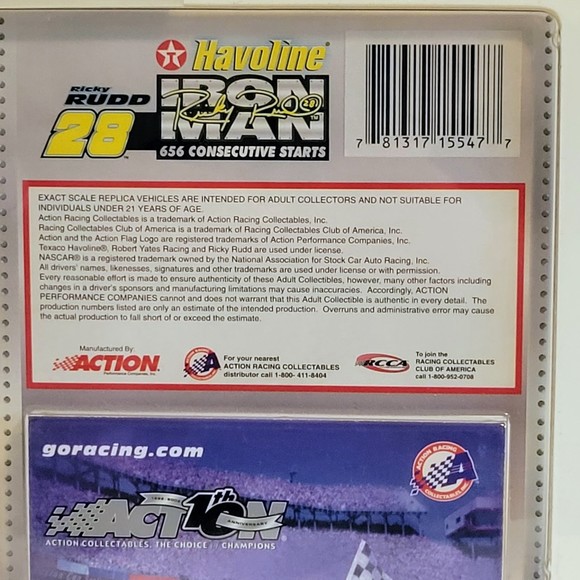 Havoline®
Ricky
RUDD
28
IRON
MAN™
656 CONSECUTIVE STARTS
7 81317 15547 7
EXACT SCALE REPLICA VEHICLES ARE INTENDED FOR ADULT COLLECTORS AND NOT SUITABLE FOR
INDIVIDUALS UNDER 21 YEARS OF AGE.
Action Racing Collectables is a trademark of Action Racing Collectables, Inc.
Racing Collectables Club of America is a trademark of Racing Collectables Club of America, Inc.
Action and the Action Flag Logo are registered trademarks of Action Performance Companies, Inc.
Texaco Havoline®, Robert Yates Racing and Ricky Rudd are used under license.
NASCAR® is a registered trademark owned by the National Association for Stock Car Auto Racing, Inc.
All drivers' names, likenesses, signatures and other trademarks are used under license or with permission.
Every reasonable effort is made to ensure authenticity of these Adult Collectibles, however, many other factors including
changes in a driver's sponsors and manufacturing limitations may cause inaccuracies. Accordingly, ACTION
PERFORMANCE COMPANIES cannot and does not warrant that this Adult Collectible is authentic in every detail. The
production numbers listed are only an estimate of the intended production. Overruns and administrative error may cause
the actual production to fall short of or exceed the estimate.
Manufactured By:
ACTION
Performance Companies, Inc.
For your nearest
ACTION RACING COLLECTABLES
distributor call 1-800- 411-8404
RCCA
To join the
RACING COLLECTABLES
CLUB OF AMERICA
call 1-800-952-0708
goracing.com
ACTION RACING
COLLECTABLES, INC.
ACTION 10th
ANNIVERSARY
ACTION COLLECTABLES, THE CHOICE OF CHAMPIONS